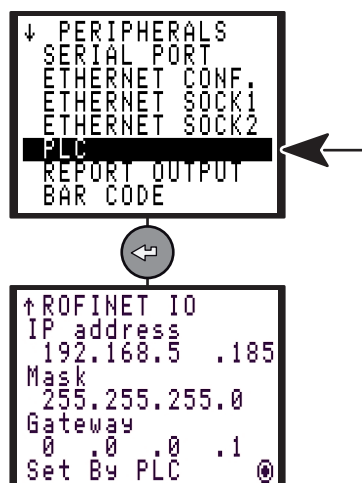 ↓ PERIPHERALS
SERIAL PORT
ETHERNET CONF.
ETHERNET SOCK1
ETHERNET SOCK2
PLC
REPORT OUTPUT
BAR CODE
↑ROFINET IO
IP address
192.168.5 .185
Mask
255.255.255.0
Gateway
0 .0 .0 .1
Set By PLC